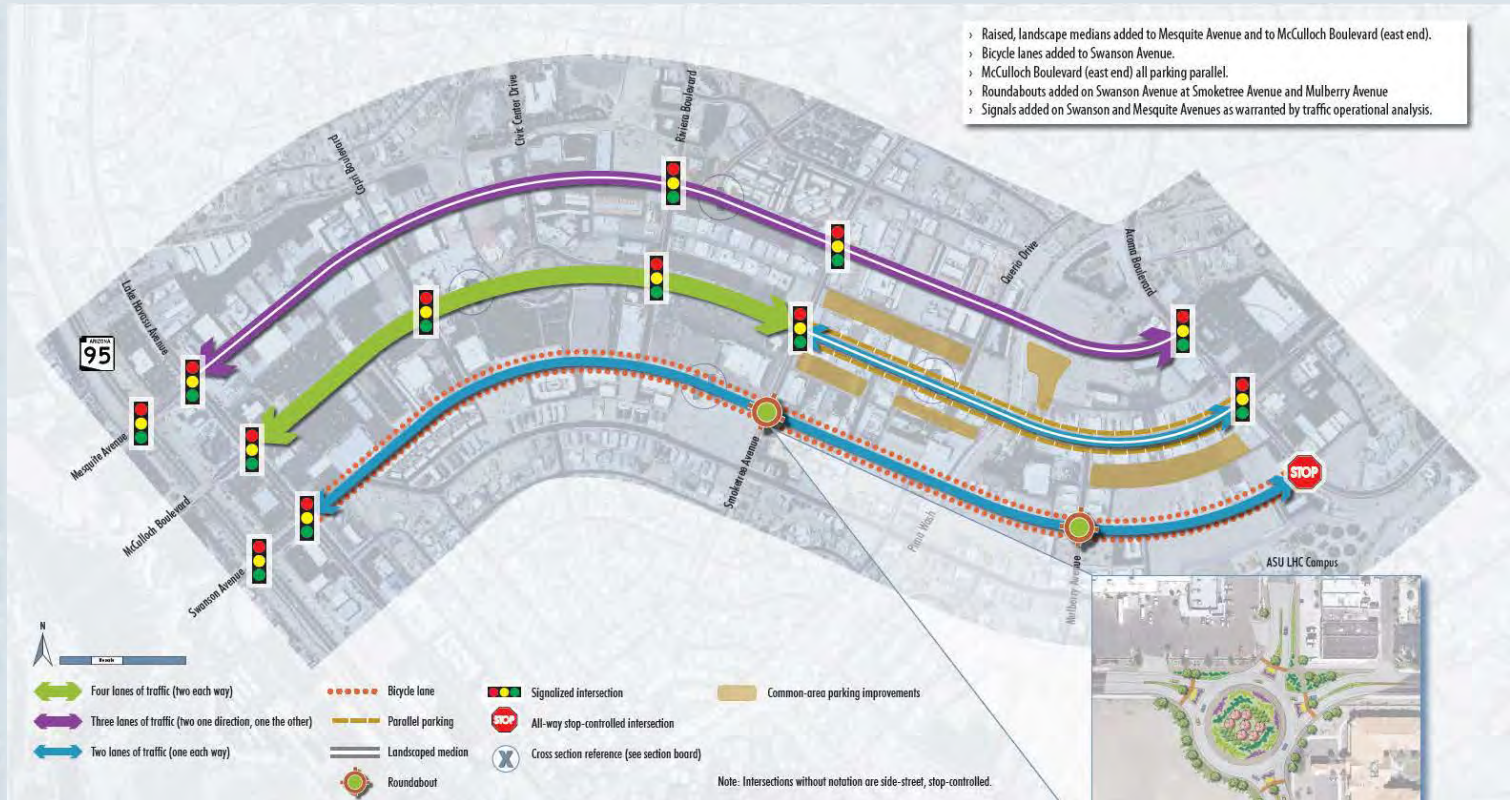 › Raised, landscape medians added to Mesquite Avenue and to McCulloch Boulevard (east end).
› Bicycle lanes added to Swanson Avenue.
› McCulloch Boulevard (east end) all parking parallel.
› Roundabouts added on Swanson Avenue at Smoketree Avenue and Mulberry Avenue
› Signals added on Swanson and Mesquite Avenues as warranted by traffic operational analysis.
Capri Boulevard
Civic Center Drive
Riviera Boulevard
Querio Drive
Acoma Boulevard
Lake Havasu Avenue
ARIZONA
95
Mesquite Avenue
McCulloch Boulevard
Swanson Avenue
Smoketree Avenue
Pima Wash
Mulberry Avenue
STOP
ASU LHC Campus
N
Four lanes of traffic (two each way)
Three lanes of traffic (two one direction, one the other)
Two lanes of traffic (one each way)
Bicycle lane
Parallel parking
Landscaped median
Roundabout
Signalized intersection
STOP
All-way stop-controlled intersection
X
Cross section reference (see section board)
Common-area parking improvements
Note: Intersections without notation are side-street, stop-controlled.